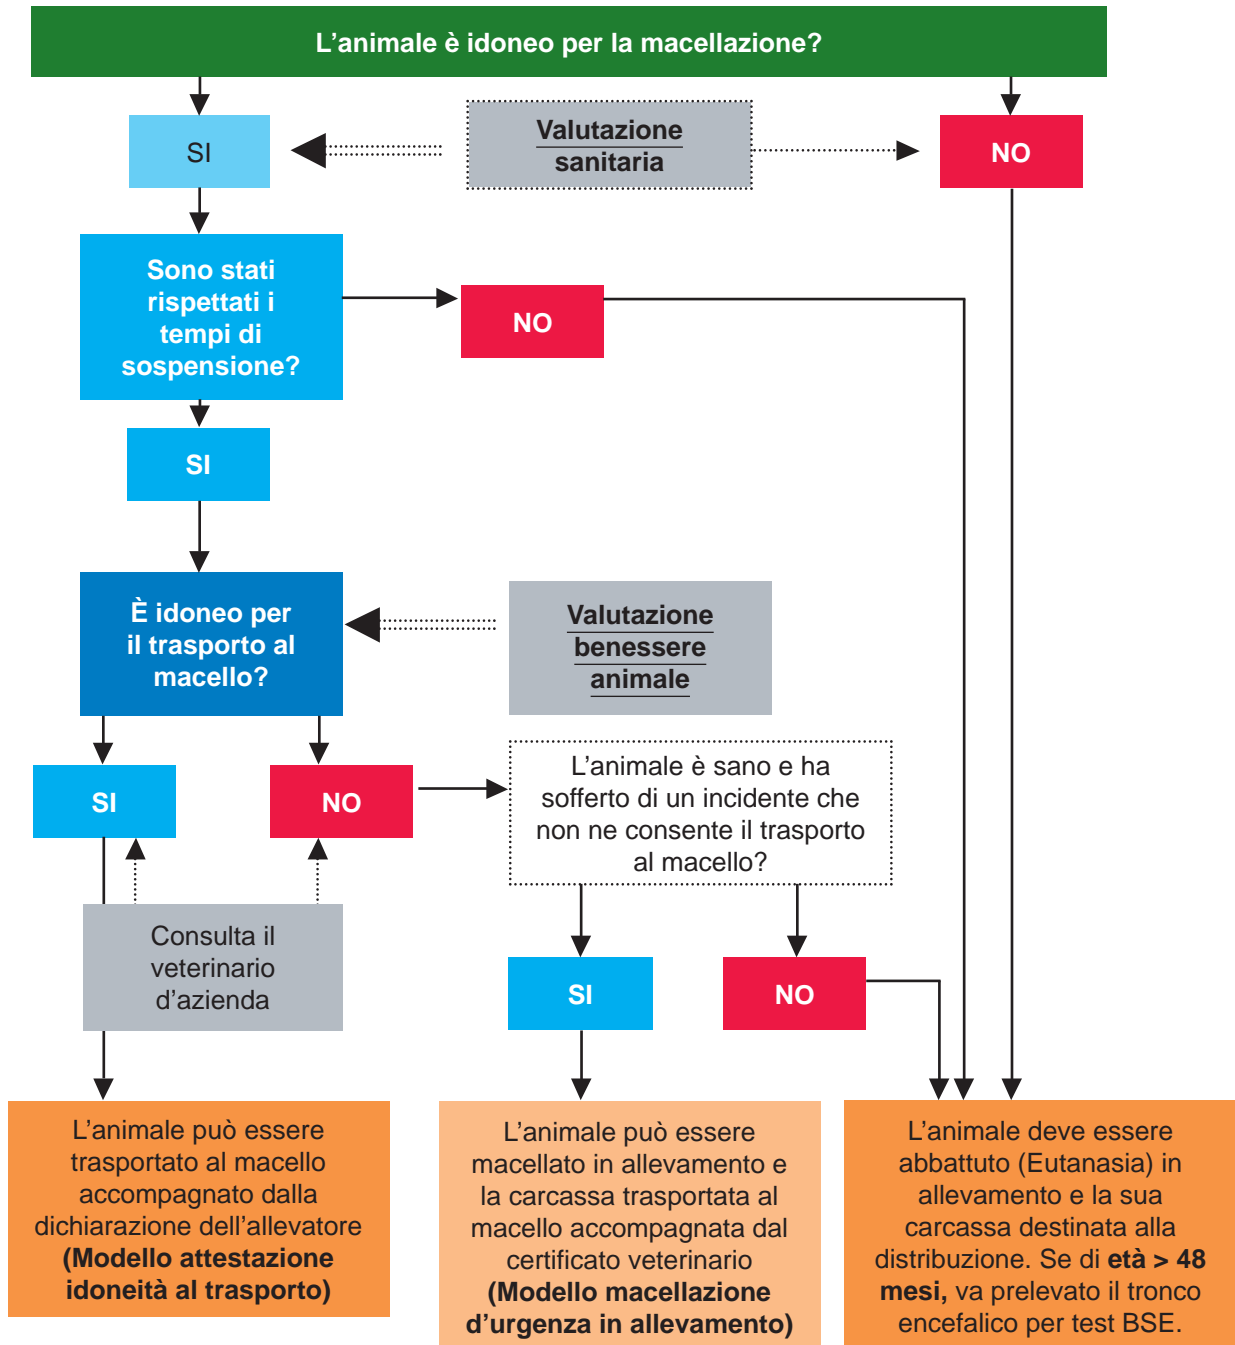 L'animale è idoneo per la macellazione?
SI
Valutazione
sanitaria
NO
Sono stati
rispettati i
tempi di
sospensione?
NO
SI
È idoneo per
il trasporto al
macello?
Valutazione
benessere
animale
SI
NO
L'animale è sano e ha
sofferto di un incidente che
non ne consente il trasporto
al macello?
Consulta il
veterinario
d'azienda
SI
NO
L'animale può essere
trasportato al macello
accompagnato dalla
dichiarazione dell'allevatore
(Modello attestazione
idoneità al trasporto)
L'animale può essere
macellato in allevamento e
la carcassa trasportata al
macello accompagnata dal
certificato veterinario
(Modello macellazione
d'urgenza in allevamento)
L'animale deve essere
abbattuto (Eutanasia) in
allevamento e la sua
carcassa destinata alla
distribuzione. Se di età > 48
mesi, va prelevato il tronco
encefalico per test BSE.